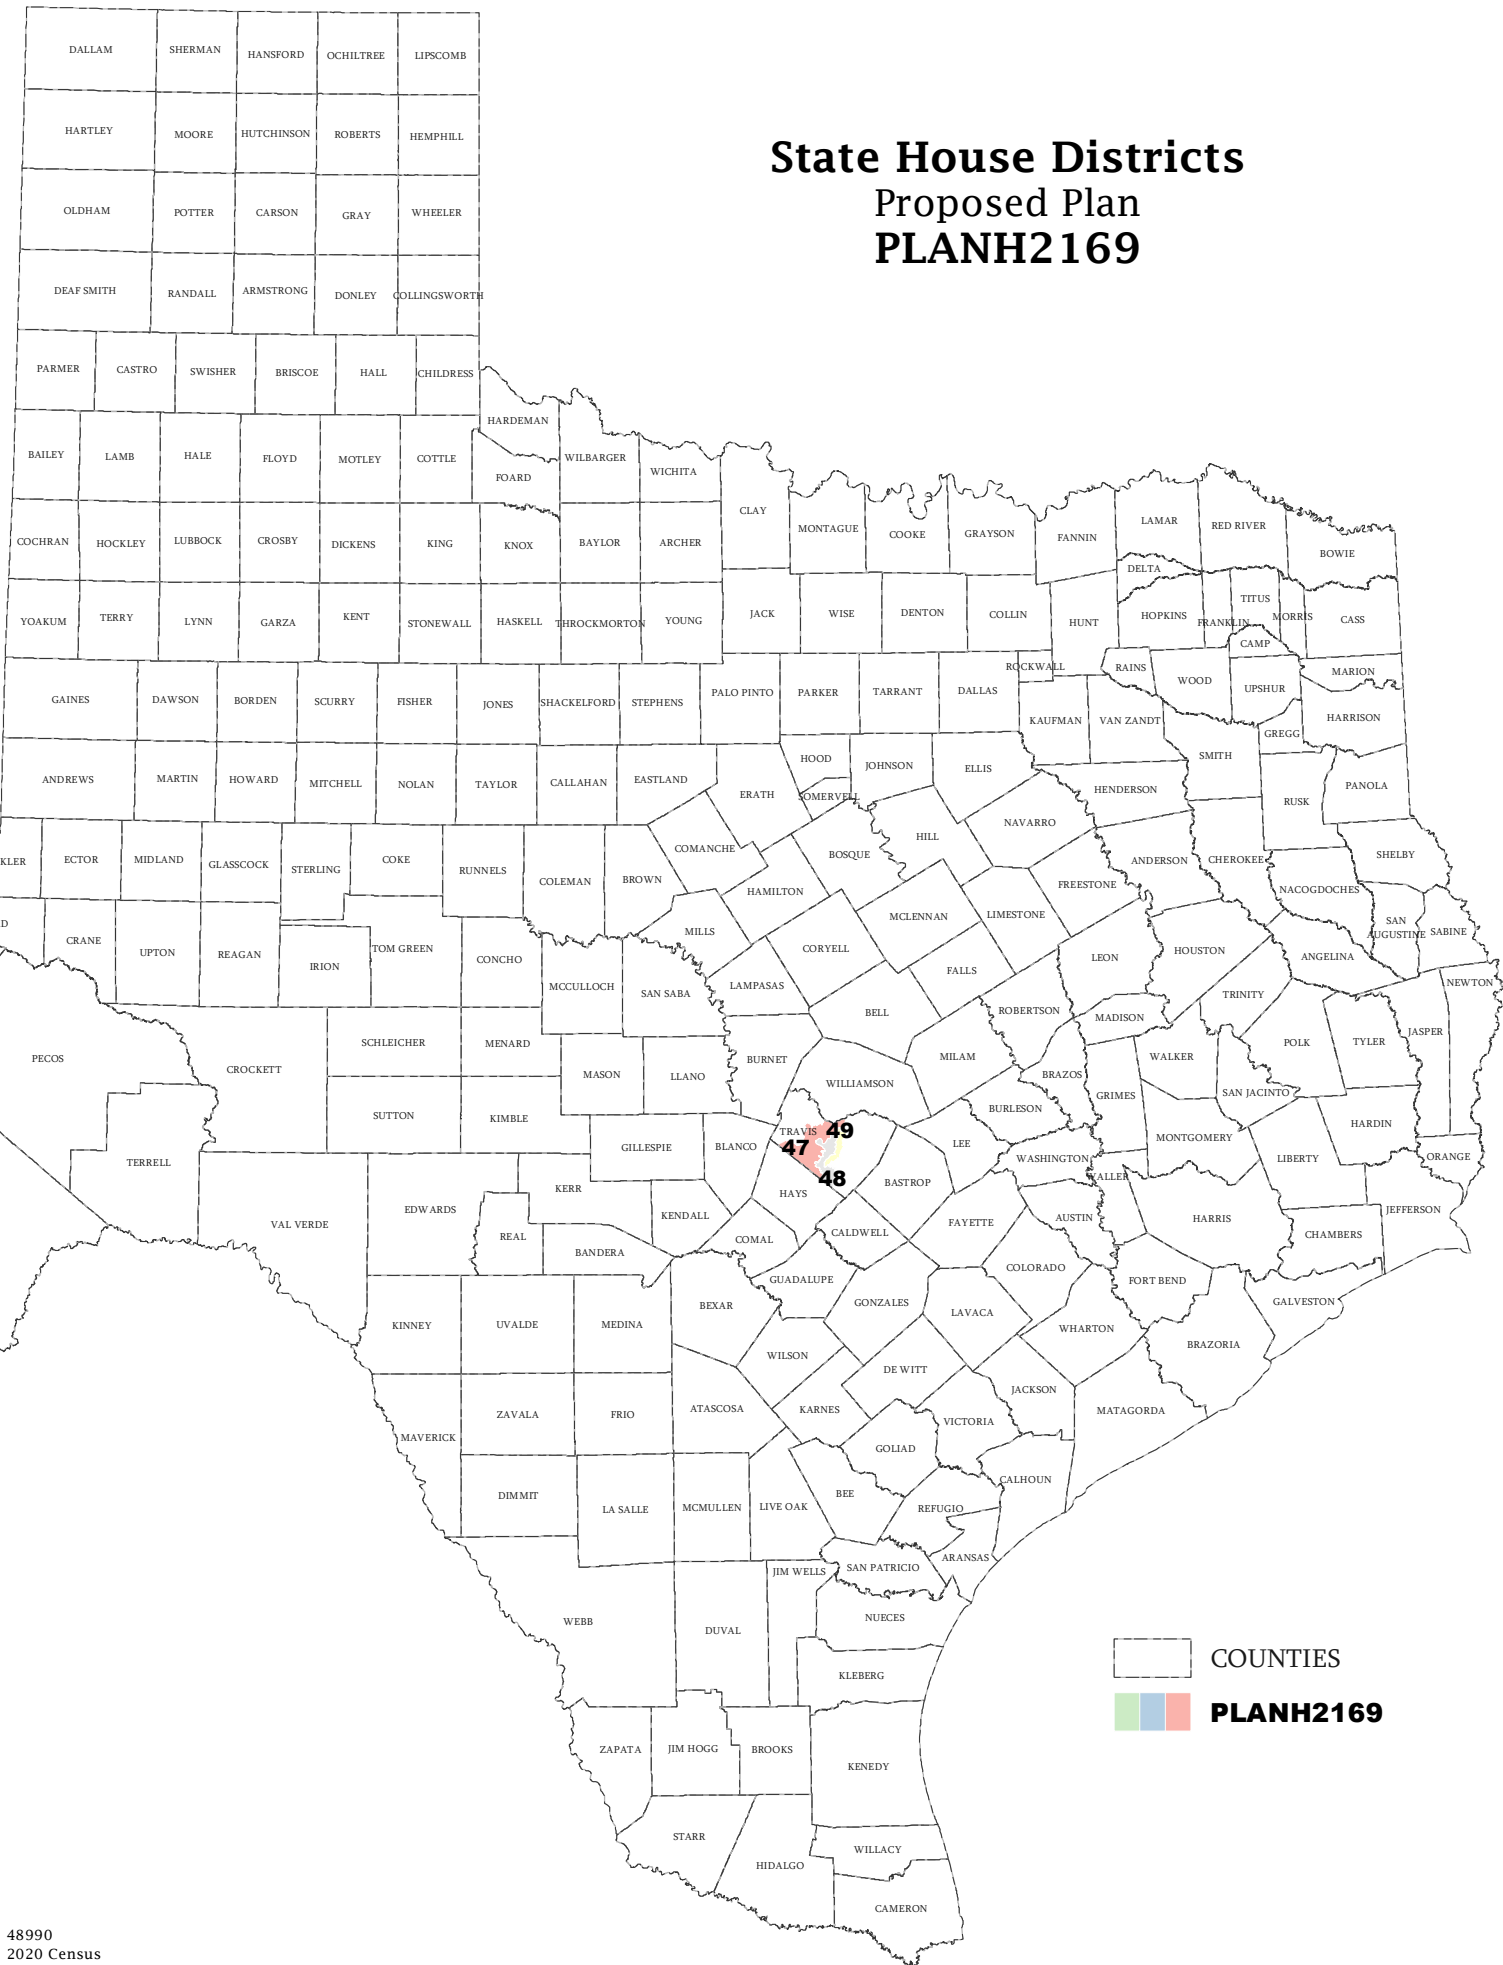 State House Districts
Proposed Plan
PLANH2169
DALLAM
SHERMAN
HANSFORD
OCHILTREE
LIPSCOMB
HARTLEY
MOORE
HUTCHINSON
ROBERTS
HEMPHILL
OLDHAM
POTTER
CARSON
GRAY
WHEELER
DEAF SMITH
RANDALL
ARMSTRONG
DONLEY
COLLINGSWORTH
PARMER
CASTRO
SWISHER
BRISCOE
HALL
CHILDRESS
HARDEMAN
BAILEY
LAMB
HALE
FLOYD
MOTLEY
COTTLE
FOARD
WILBARGER
WICHITA
CLAY
MONTAGUE
COOKE
GRAYSON
FANNIN
LAMAR
RED RIVER
BOWIE
DELTA
COCHRAN
HOCKLEY
LUBBOCK
CROSBY
DICKENS
KING
KNOX
BAYLOR
ARCHER
YOAKUM
TERRY
LYNN
GARZA
KENT
STONEWALL
HASKELL
THROCKMORTON
YOUNG
JACK
WISE
DENTON
COLLIN
HUNT
HOPKINS
FRANKLIN
TITUS
MORRIS
CASS
CAMP
ROCKWALL
RAINS
WOOD
UPSHUR
MARION
GAINES
DAWSON
BORDEN
SCURRY
FISHER
JONES
SHACKELFORD
STEPHENS
PALO PINTO
PARKER
TARRANT
DALLAS
KAUFMAN
VAN ZANDT
GREGG
HARRISON
SMITH
ANDREWS
MARTIN
HOWARD
MITCHELL
NOLAN
TAYLOR
CALLAHAN
EASTLAND
ERATH
HOOD
SOMERVELL
JOHNSON
ELLIS
HENDERSON
RUSK
PANOLA
NAVARRO
HILL
KLER
ECTOR
MIDLAND
GLASSCOCK
STERLING
COKE
RUNNELS
COLEMAN
BROWN
COMANCHE
BOSQUE
HAMILTON
ANDERSON
CHEROKEE
SHELBY
FREESTONE
NACOGDOCHES
LIMESTONE
MCLENNAN
D
CRANE
UPTON
REAGAN
IRION
TOM GREEN
CONCHO
MCCULLOCH
SAN SABA
MILLS
CORYELL
LAMPASAS
FALLS
LEON
HOUSTON
SAN
AUGUSTINE
SABINE
ANGELINA
NEWTON
TRINITY
BELL
ROBERTSON
MADISON
JASPER
POLK
TYLER
PECOS
CROCKETT
SCHLEICHER
MENARD
MASON
LLANO
BURNET
WILLIAMSON
MILAM
BRAZOS
WALKER
GRIMES
SAN JACINTO
SUTTON
KIMBLE
BURLESON
HARDIN
MONTGOMERY
TERRELL
GILLESPIE
BLANCO
TRAVIS
49
47
48
LEE
WASHINGTON
LIBERTY
ORANGE
WALLER
BASTROP
HAYS
KERR
EDWARDS
REAL
KENDALL
VAL VERDE
BANDERA
COMAL
CALDWELL
FAYETTE
AUSTIN
HARRIS
CHAMBERS
JEFFERSON
COLORADO
FORT BEND
GUADALUPE
GONZALES
LAVACA
GALVESTON
BEXAR
KINNEY
UVALDE
MEDINA
WHARTON
BRAZORIA
WILSON
DE WITT
JACKSON
MATAGORDA
ZAVALA
FRIO
ATASCOSA
KARNES
VICTORIA
MAVERICK
GOLIAD
CALHOUN
BEE
DIMMIT
LA SALLE
MCMULLEN
LIVE OAK
REFUGIO
ARANSAS
SAN PATRICIO
JIM WELLS
NUECES
WEBB
DUVAL
KLEBERG
ZAPATA
JIM HOGG
BROOKS
KENEDY
STARR
WILLACY
HIDALGO
CAMERON
COUNTIES
PLANH2169
48990
2020 Census